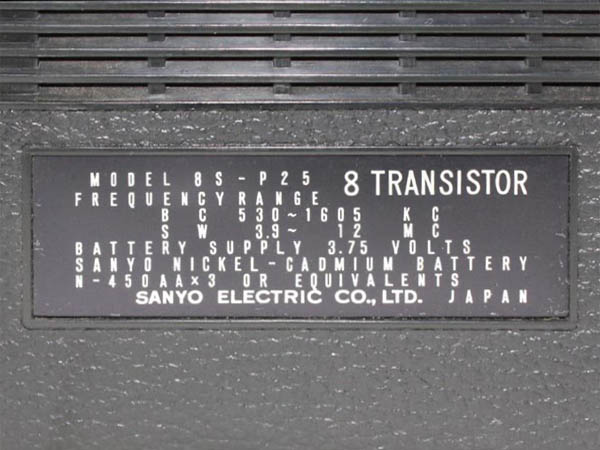 MODEL 8S-P25 8 TRANSISTOR
FREQUENCY RANGE
BC 530~1605 KC
SW 3.9~ 12 MC
BATTERY SUPPLY 3.75 VOLTS
SANYO NICKEL-CADMIUM BATTERY
N-450AA×3 OR EQUIVALENTS
SANYO ELECTRIC CO., LTD. JAPAN